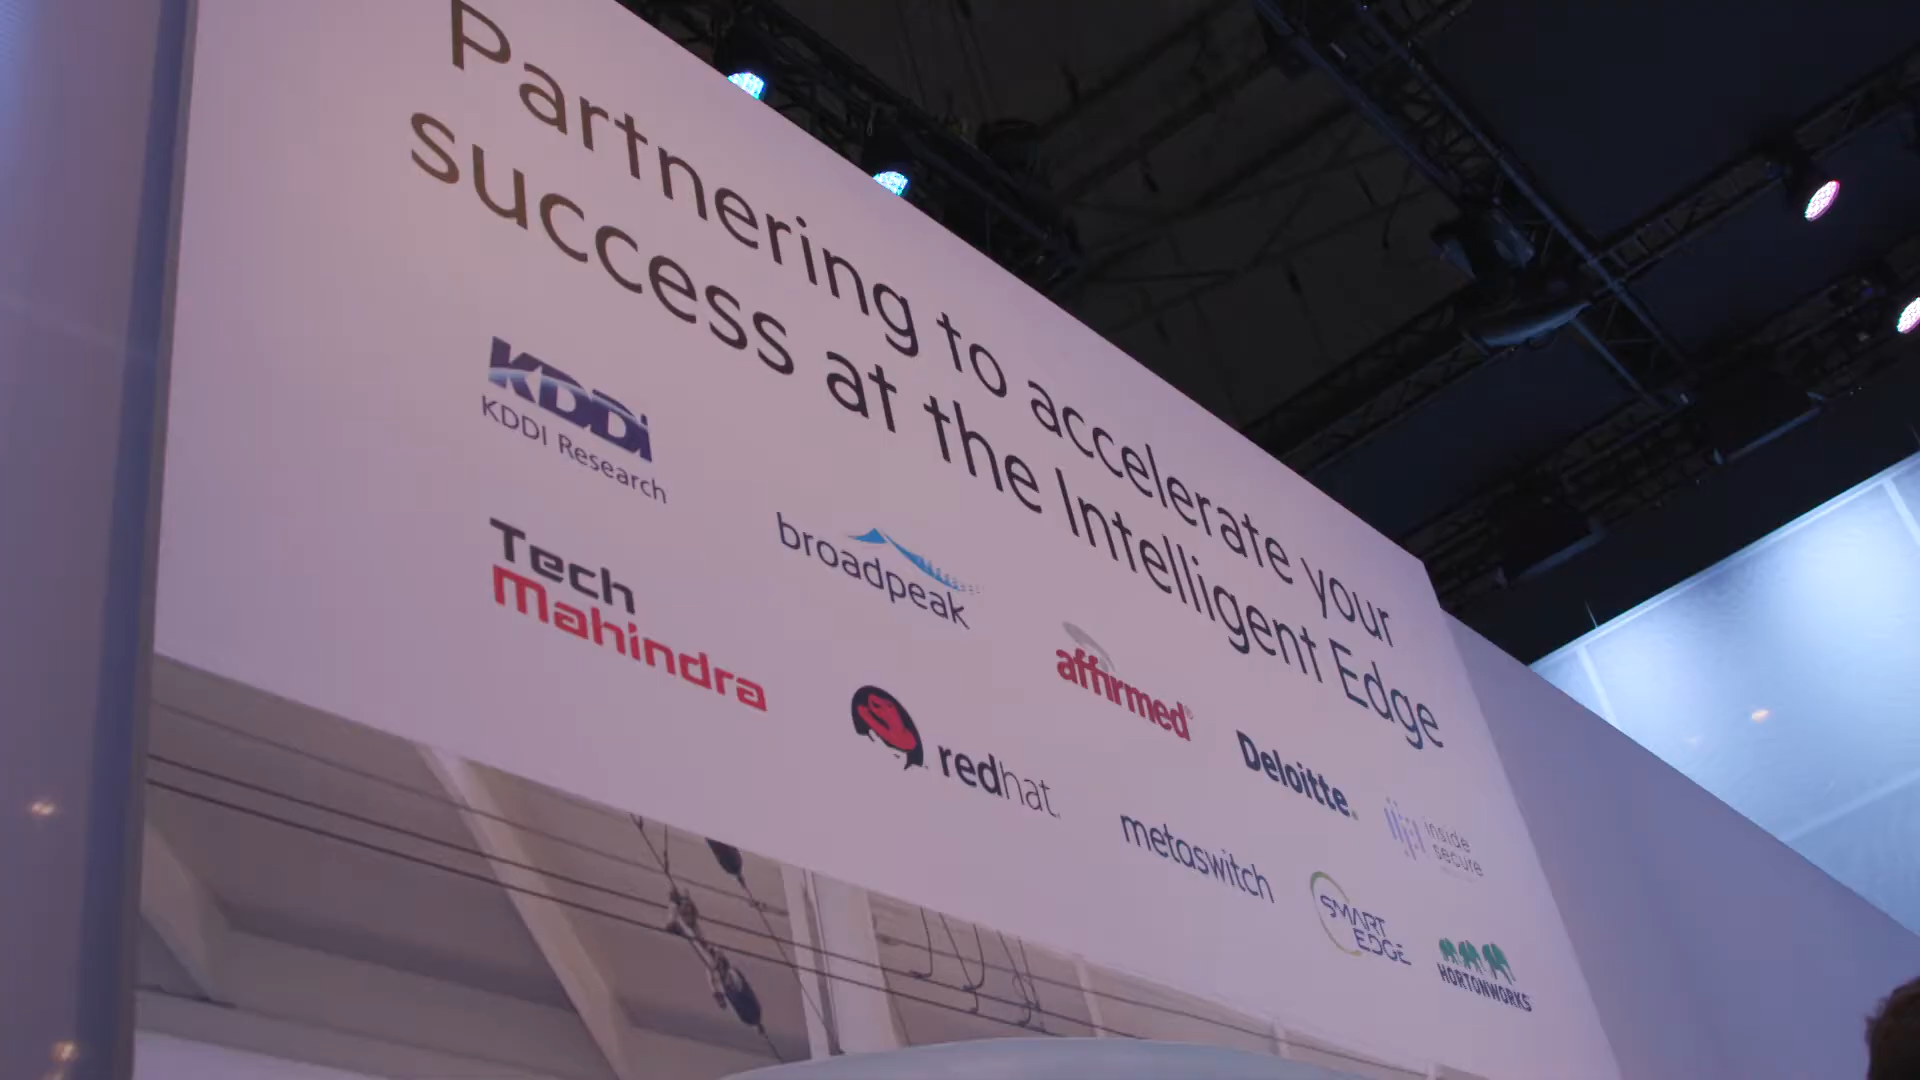 Partnering to accelerate your
success at the Intelligent Edge
KDDI
KDDI Research
broadpeak
affirmed
Deloitte.
inside
secure
Tech
Mahindra
redhat.
metaswitch
SMART
EDGE
HORTONWORKS